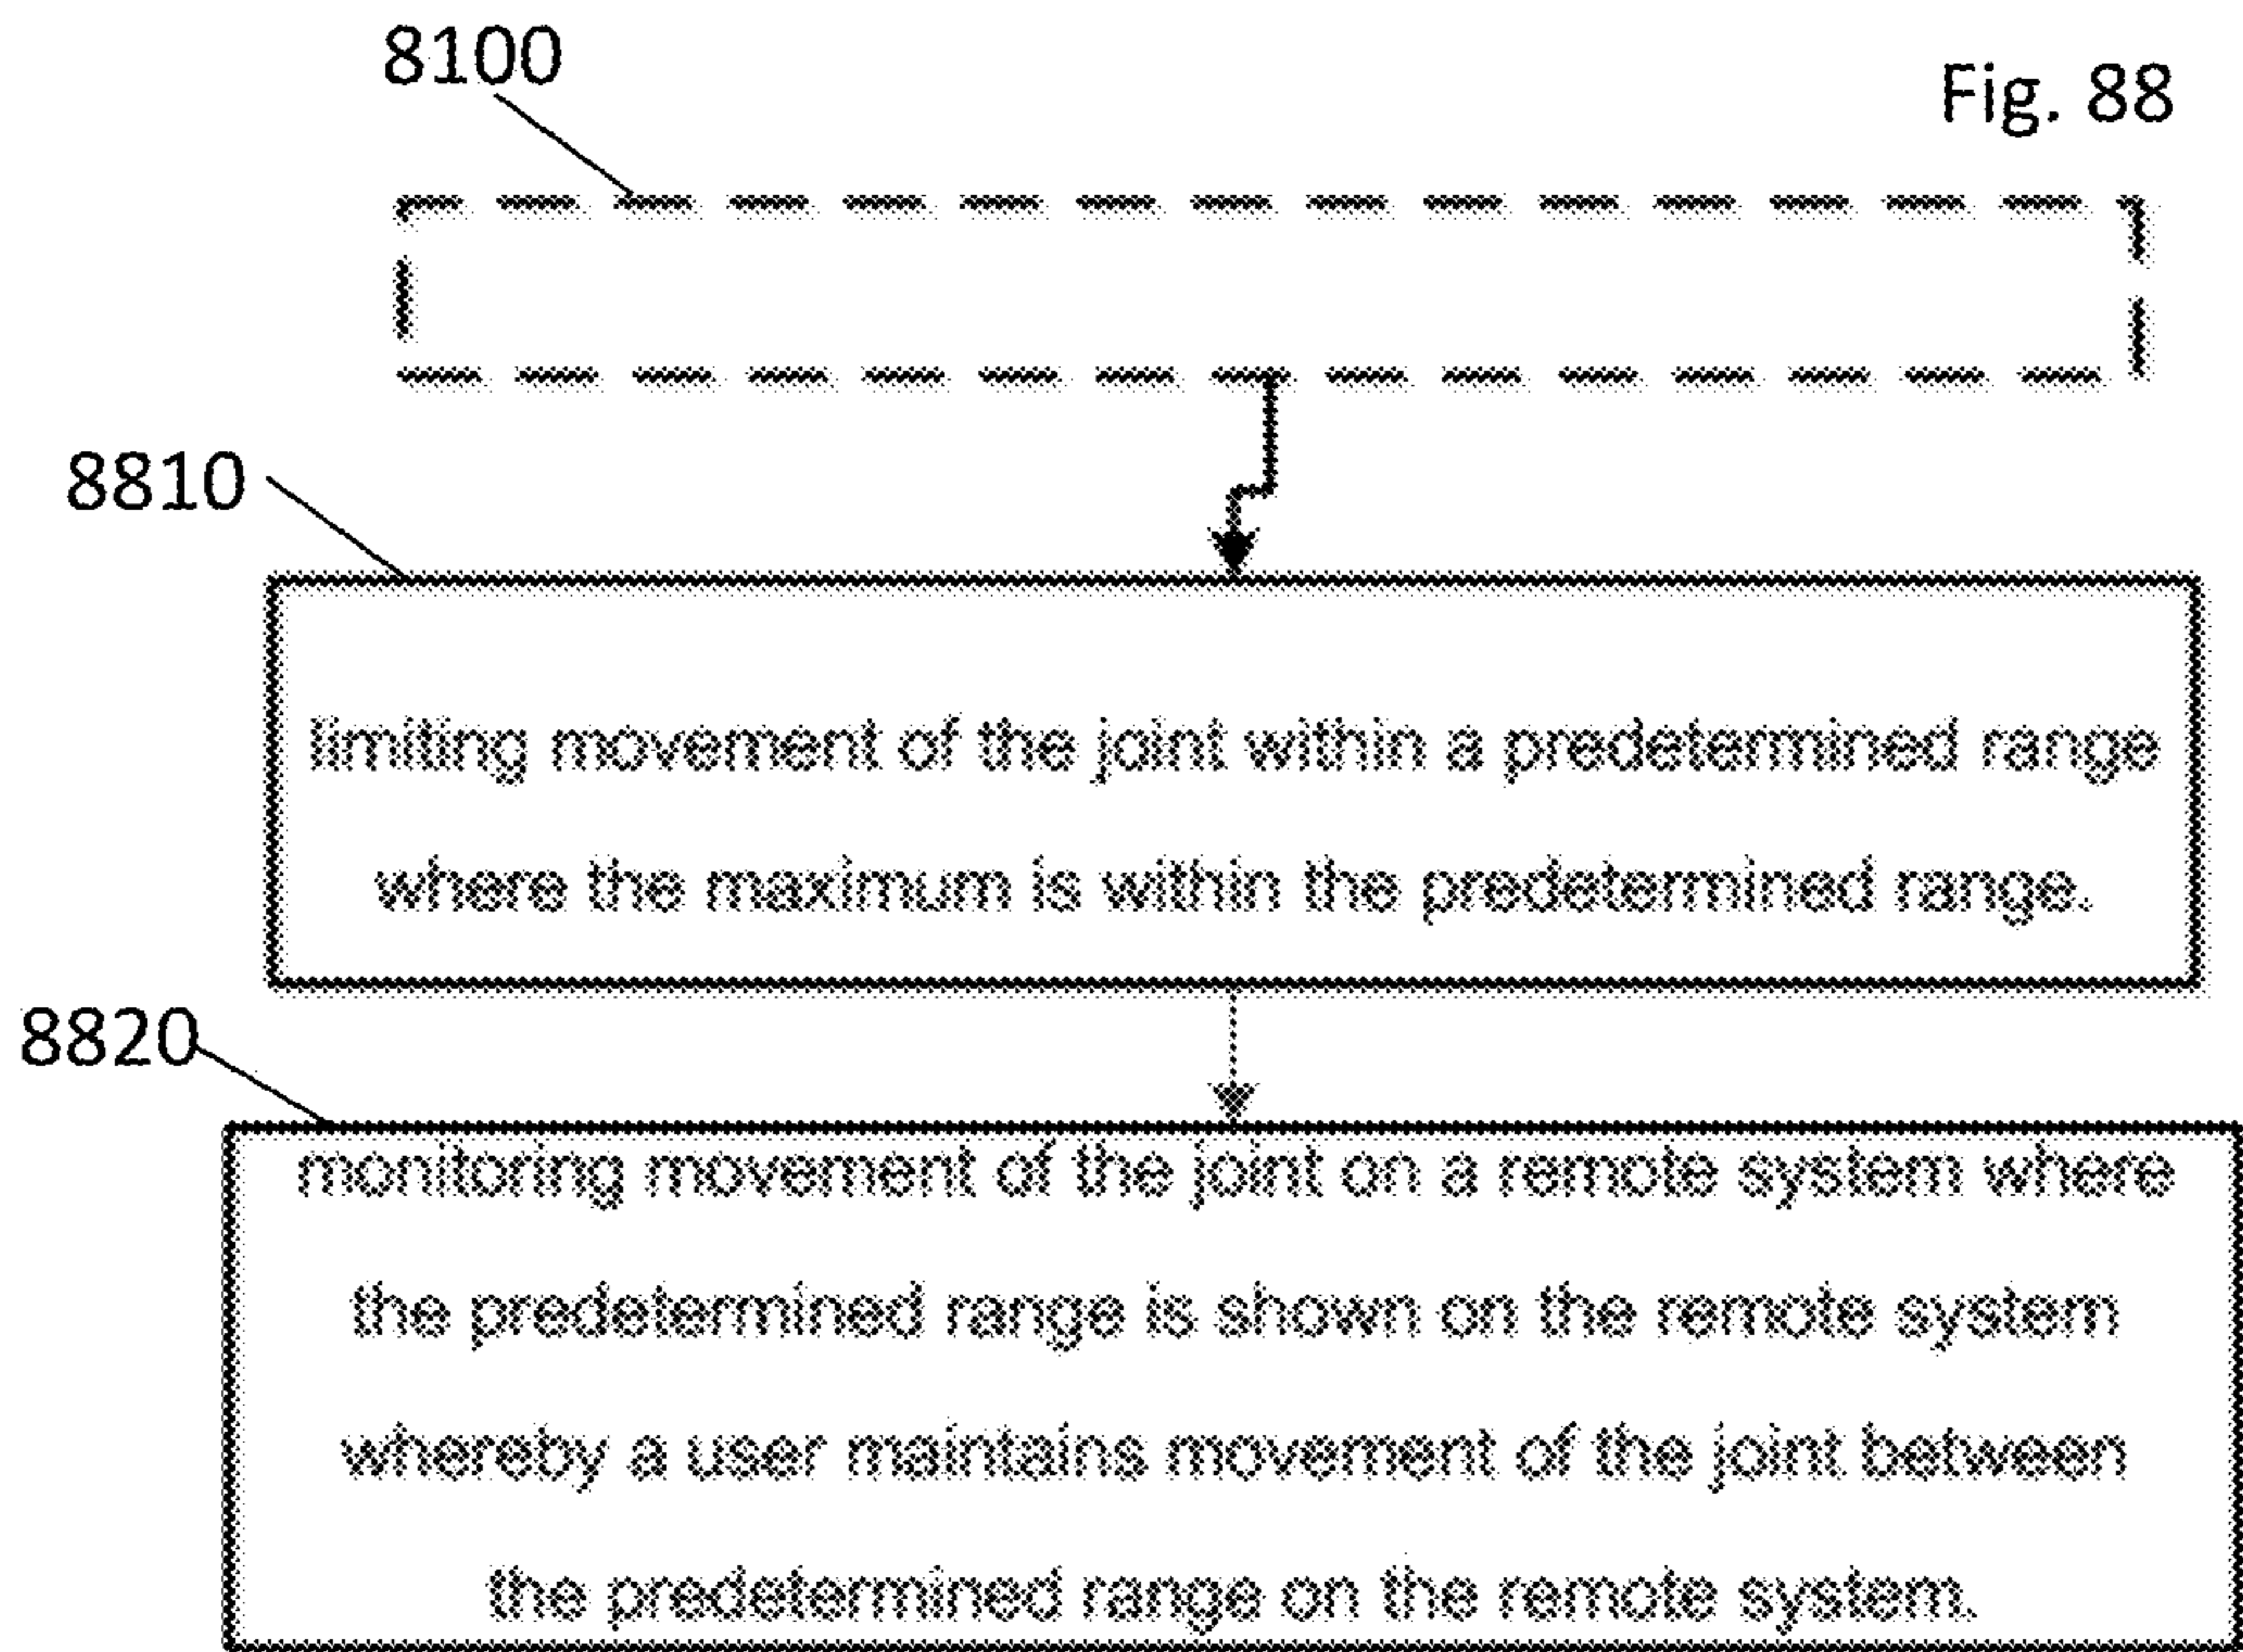 8100
Fig. 88
8810
limiting movement of the joint within a predetermined range
where the maximum is within the predetermined range.
8820
monitoring movement of the joint on a remote system where
the predetermined range is shown on the remote system
whereby a user maintains movement of the joint between
the predetermined range on the remote system.